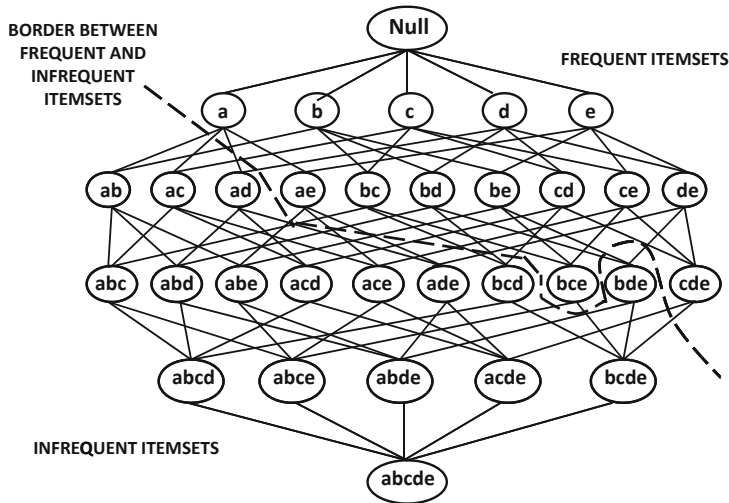 Null
BORDER BETWEEN
FREQUENT AND
INFREQUENT
ITEMSETS
FREQUENT ITEMSETS
a b c d e
ab ac ad ae bc bd be cd ce de
abc abd abe acd ace ade bcd bce bde cde
abcd abce abde acde bcde
INFREQUENT ITEMSETS
abcde